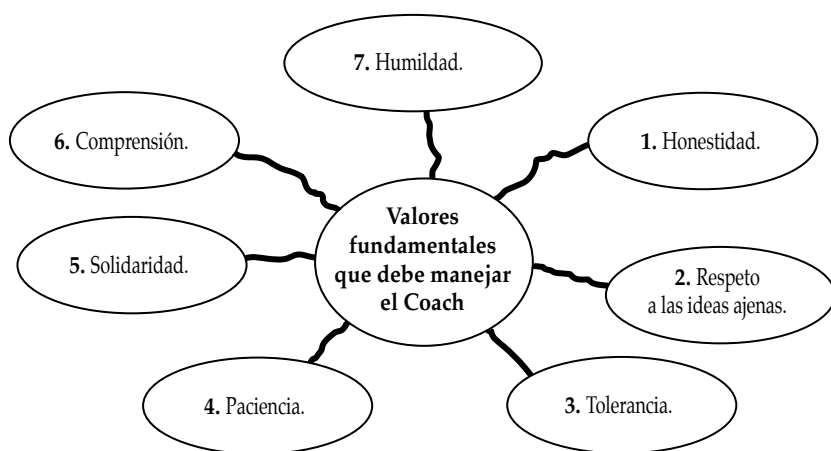 Valores
fundamentales
que debe manejar
el Coach
1. Honestidad.
2. Respeto
a las ideas ajenas.
3. Tolerancia.
4. Paciencia.
5. Solidaridad.
6. Comprensión.
7. Humildad.